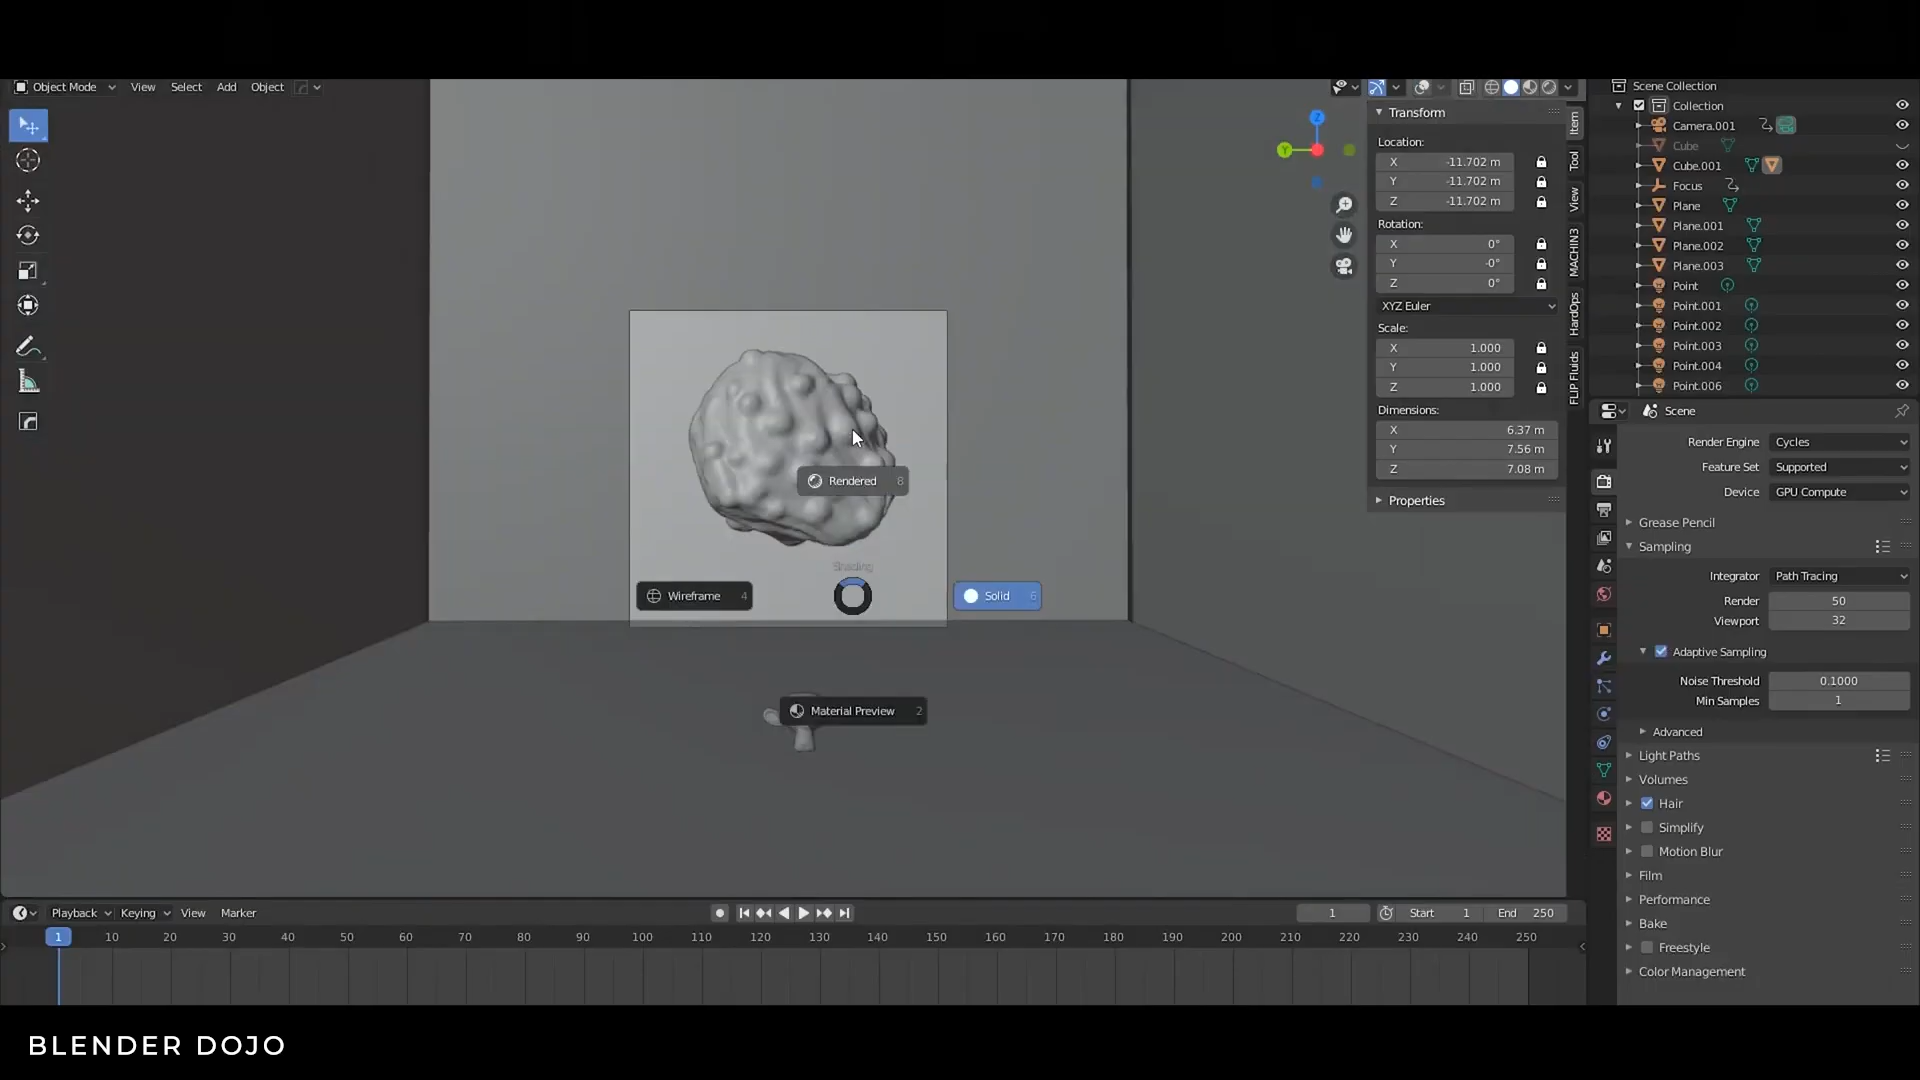 Object Mode View Select Add Object
Scene Collection
Collection
Camera.001
Cube
Cube.001
Focus
Plane
Plane.001
Plane.002
Plane.003
Point
Point.001
Point.002
Point.003
Point.004
Point.006
Z
Y
Transform
Location:
X -11.702 m
Y -11.702 m
Z -11.702 m
Rotation:
X 0°
Y -0°
Z 0°
XYZ Euler
Scale:
X 1.000
Y 1.000
Z 1.000
Dimensions:
X 6.37 m
Y 7.56 m
Z 7.08 m
Properties
Item
Tool
View
MACHIN3
HardOps
FLIP Fluids
Rendered 8
Shading
Wireframe 4
Solid 6
Material Preview 2
Scene
Render Engine Cycles
Feature Set Supported
Device GPU Compute
Grease Pencil
Sampling
Integrator Path Tracing
Render 50
Viewport 32
Adaptive Sampling
Noise Threshold 0.1000
Min Samples 1
Advanced
Light Paths
Volumes
Hair
Simplify
Motion Blur
Film
Performance
Bake
Freestyle
Color Management
Playback Keying View Marker 1 Start 1 End 250
1 10 20 30 40 50 60 70 80 90 100 110 120 130 140 150 160 170 180 190 200 210 220 230 240 250
BLENDER DOJO